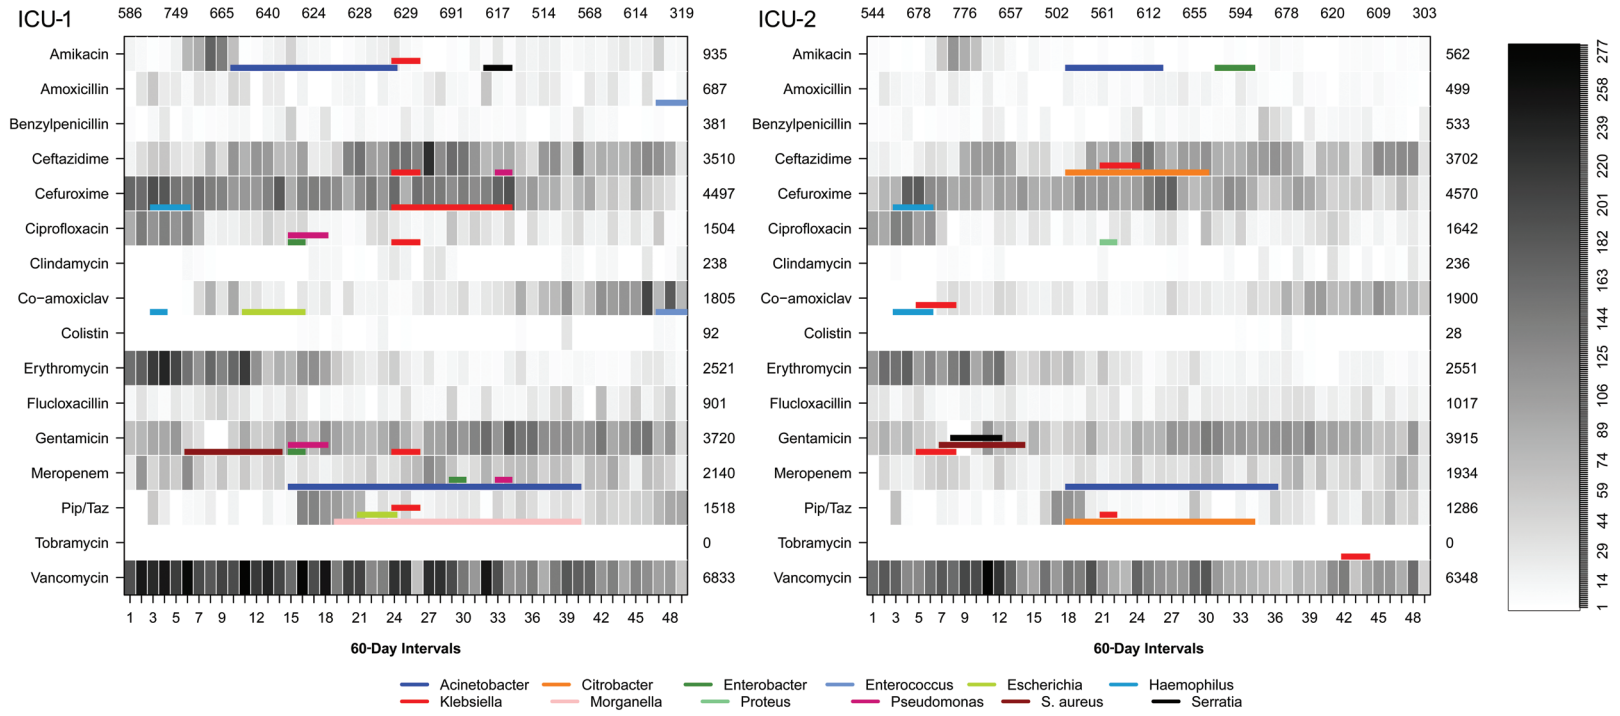 ICU-1 586 749 665 640 624 628 629 691 617 514 568 614 319
ICU-2 544 678 776 657 502 561 612 655 594 678 620 609 303
Amikacin 935
Amoxicillin 687
Benzylpenicillin 381
Ceftazidime 3510
Cefuroxime 4497
Ciprofloxacin 1504
Clindamycin 238
Co−amoxiclav 1805
Colistin 92
Erythromycin 2521
Flucloxacillin 901
Gentamicin 3720
Meropenem 2140
Pip/Taz 1518
Tobramycin 0
Vancomycin 6833
1 3 5 7 9 12 15 18 21 24 27 30 33 36 39 42 45 48
60-Day Intervals
Amikacin 562
Amoxicillin 499
Benzylpenicillin 533
Ceftazidime 3702
Cefuroxime 4570
Ciprofloxacin 1642
Clindamycin 236
Co−amoxiclav 1900
Colistin 28
Erythromycin 2551
Flucloxacillin 1017
Gentamicin 3915
Meropenem 1934
Pip/Taz 1286
Tobramycin 0
Vancomycin 6348
1 3 5 7 9 12 15 18 21 24 27 30 33 36 39 42 45 48
60-Day Intervals
277
258
239
220
201
182
163
144
125
106
89
74
59
44
29
14
1
Acinetobacter Citrobacter Enterobacter Enterococcus Escherichia Haemophilus
Klebsiella Morganella Proteus Pseudomonas S. aureus Serratia